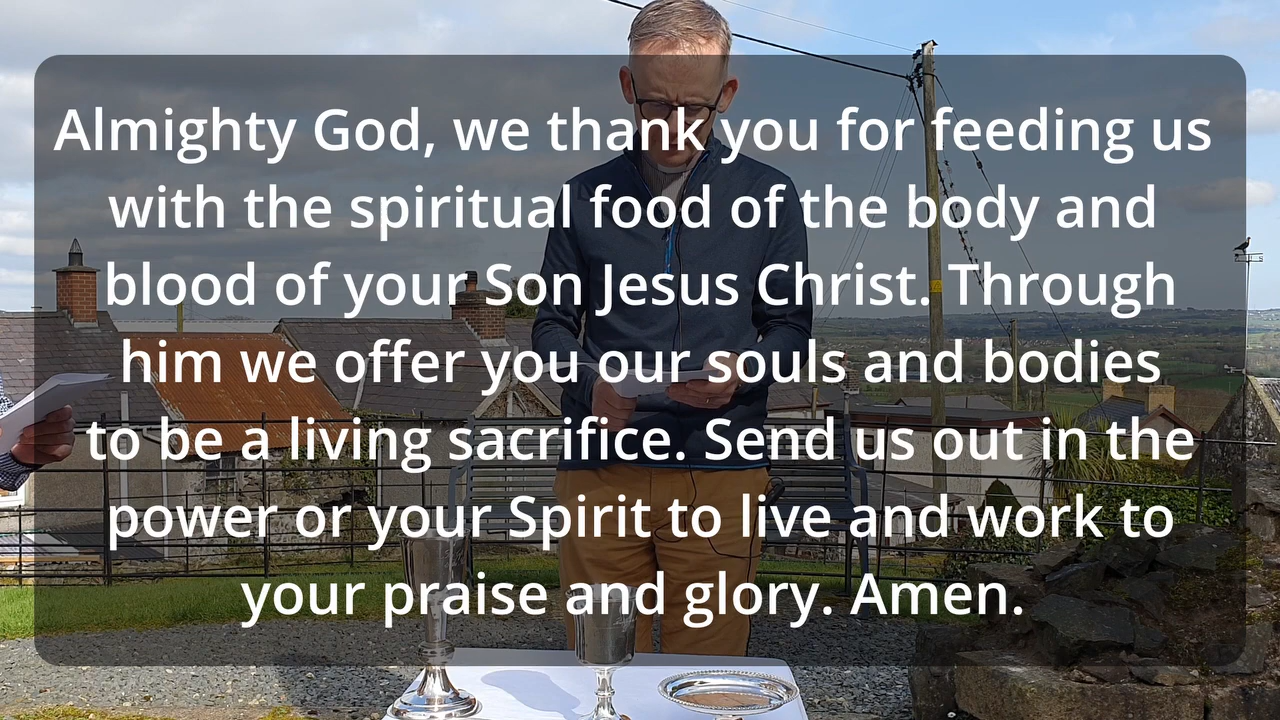 Almighty God, we thank you for feeding us
with the spiritual food of the body and
blood of your Son Jesus Christ. Through
him we offer you our souls and bodies
to be a living sacrifice. Send us out in the
power or your Spirit to live and work to
your praise and glory. Amen.